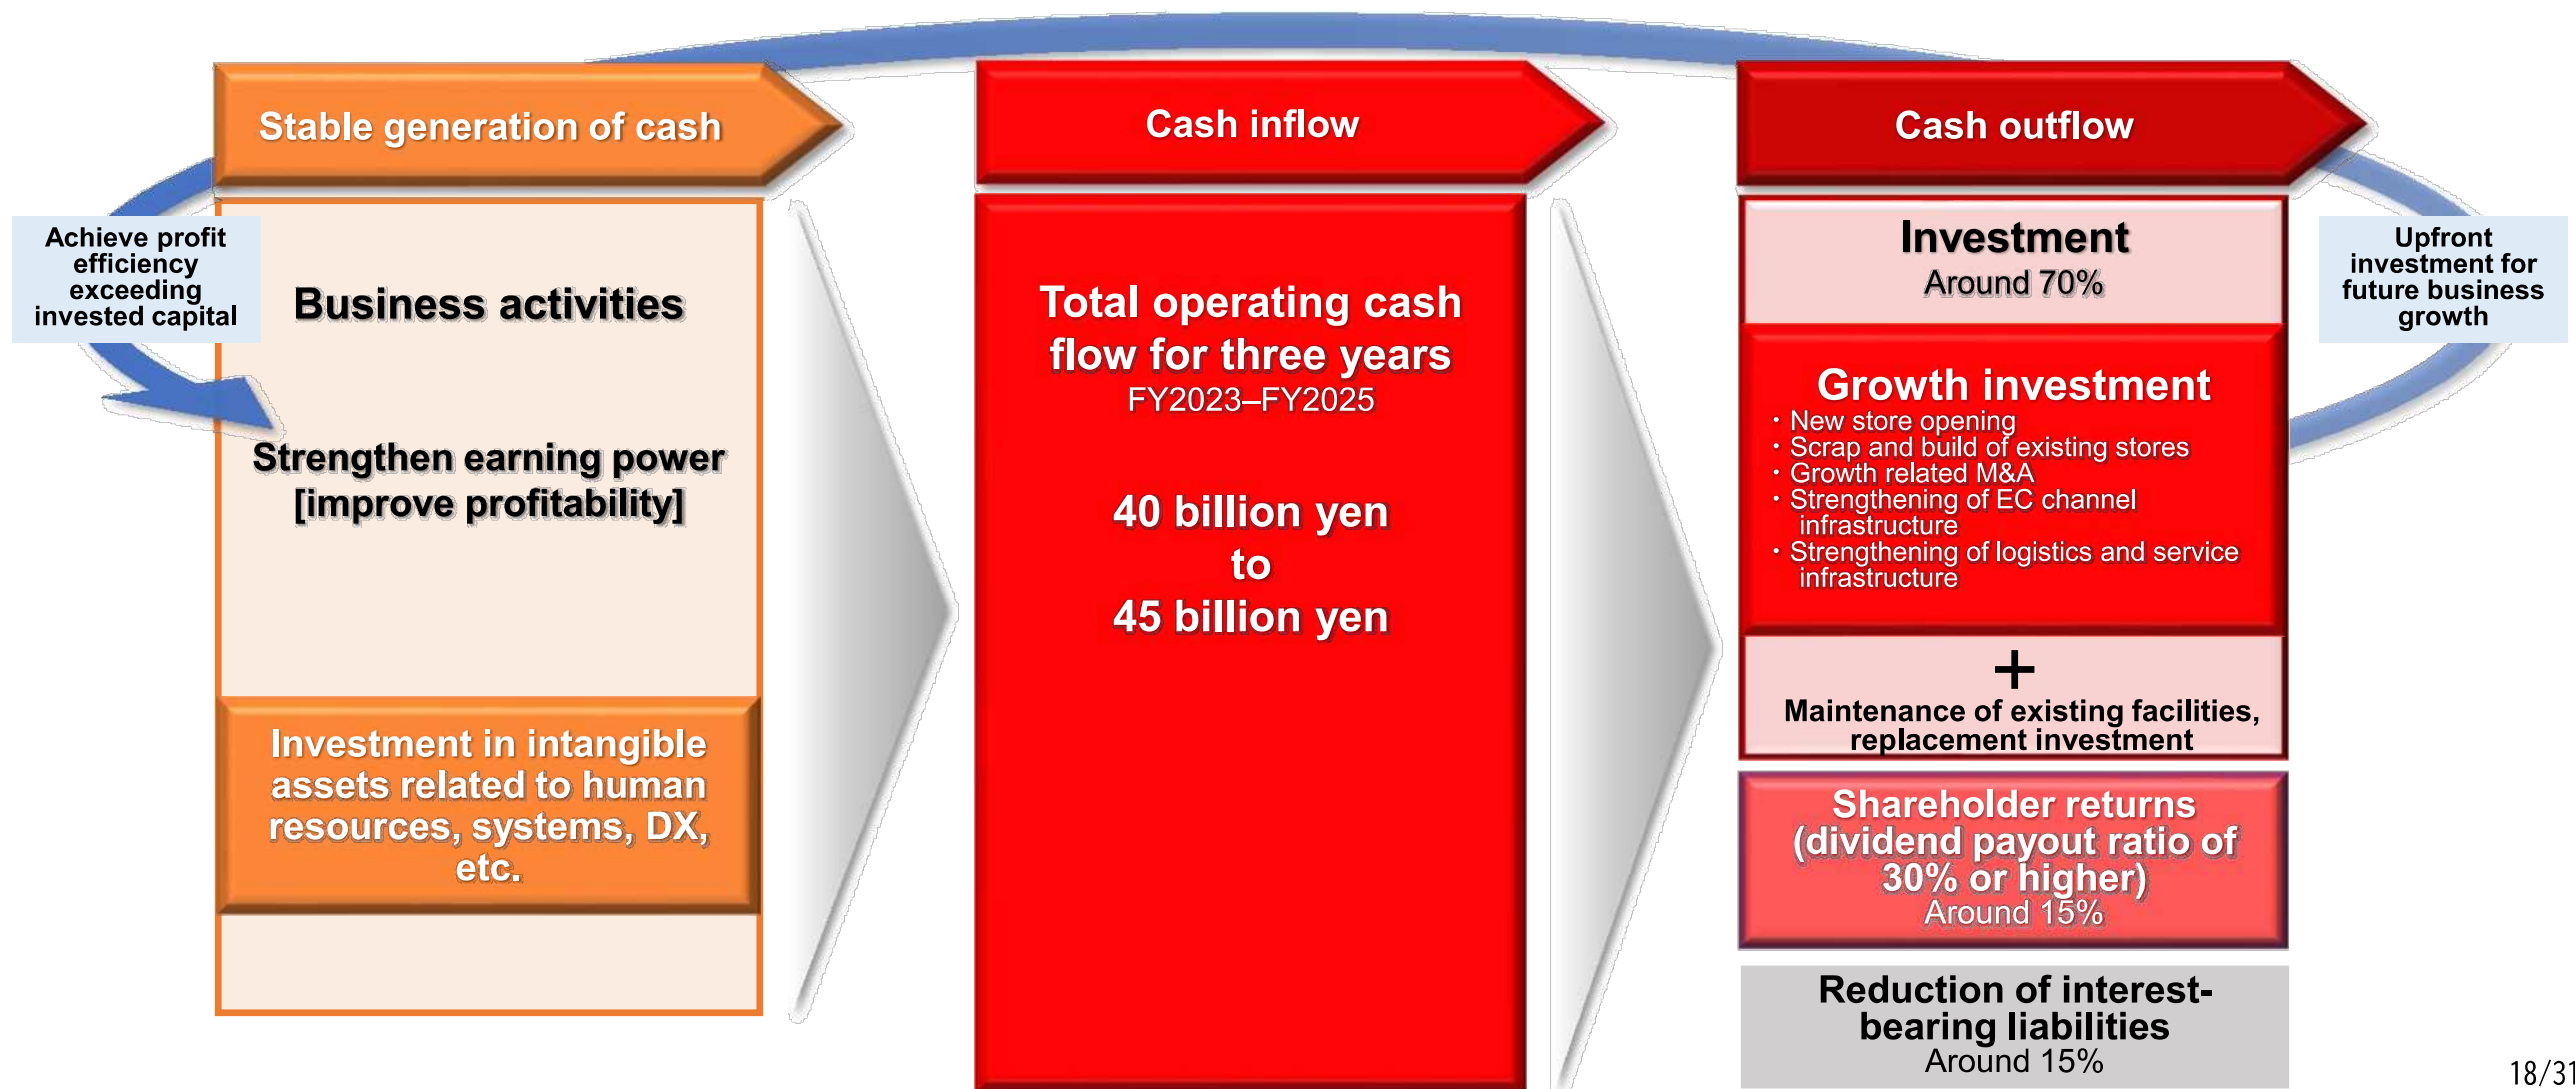 Stable generation of cash
Achieve profit
efficiency
exceeding
invested capital
Business activities
Strengthen earning power
[improve profitability]
Investment in intangible
assets related to human
resources, systems, DX,
etc.
Cash inflow
Total operating cash
flow for three years
FY2023–FY2025
40 billion yen
to
45 billion yen
Cash outflow
Investment
Around 70%
Growth investment
・New store opening
・Scrap and build of existing stores
・Growth related M&A
・Strengthening of EC channel
infrastructure
・Strengthening of logistics and service
infrastructure
+
Maintenance of existing facilities,
replacement investment
Shareholder returns
(dividend payout ratio of
30% or higher)
Around 15%
Reduction of interest-
bearing liabilities
Around 15%
Upfront
investment for
future business
growth
18/31